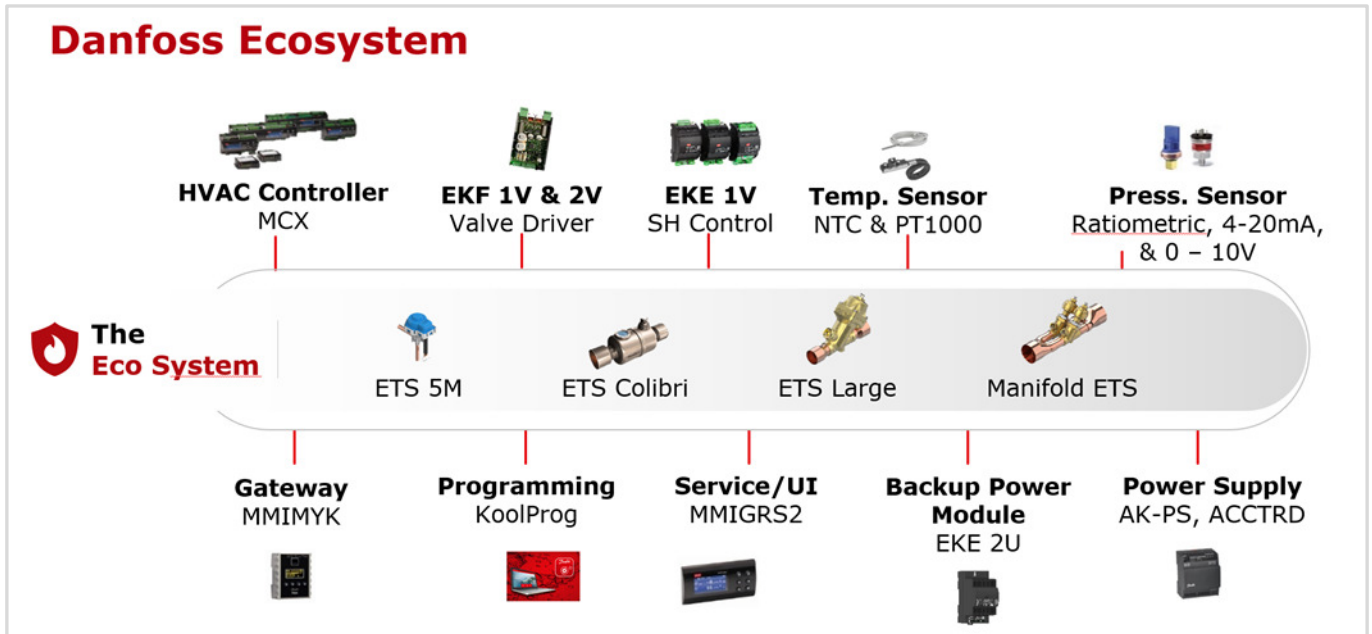 Danfoss Ecosystem
HVAC Controller
MCX
EKF 1V & 2V
Valve Driver
EKE 1V
SH Control
Temp. Sensor
NTC & PT1000
Press. Sensor
Ratiometric, 4-20mA,
& 0 – 10V
The
Eco System
ETS 5M
ETS Colibri
ETS Large
Manifold ETS
Gateway
MMIMYK
Programming
KoolProg
Service/UI
MMIGRS2
Backup Power
Module
EKE 2U
Power Supply
AK-PS, ACCTRD